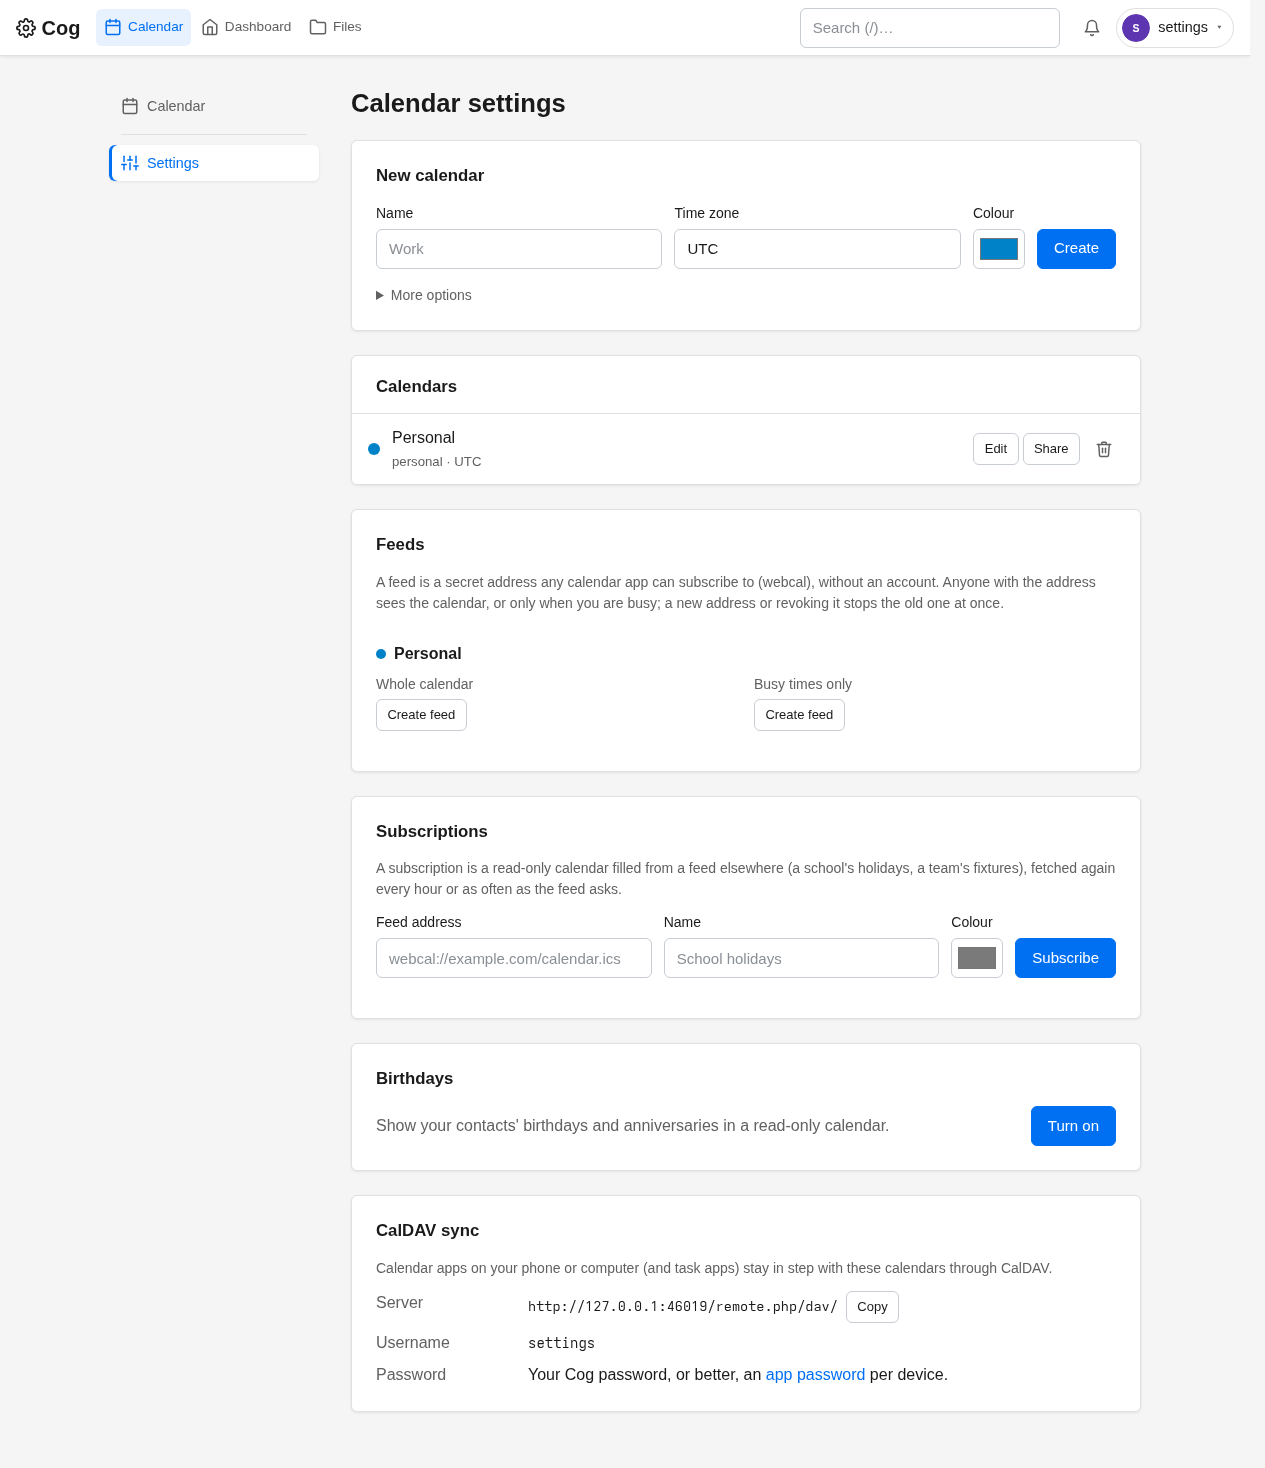 Cog
Calendar
Dashboard
Files
Search (/)…
S
settings
Calendar
Settings
Calendar settings
New calendar
Name
Time zone
Colour
Work
UTC
Create
More options
Calendars
Personal
personal · UTC
Edit
Share
Feeds
A feed is a secret address any calendar app can subscribe to (webcal), without an account. Anyone with the address
sees the calendar, or only when you are busy; a new address or revoking it stops the old one at once.
Personal
Whole calendar
Busy times only
Create feed
Create feed
Subscriptions
A subscription is a read-only calendar filled from a feed elsewhere (a school's holidays, a team's fixtures), fetched again
every hour or as often as the feed asks.
Feed address
Name
Colour
webcal://example.com/calendar.ics
School holidays
Subscribe
Birthdays
Show your contacts' birthdays and anniversaries in a read-only calendar.
Turn on
CalDAV sync
Calendar apps on your phone or computer (and task apps) stay in step with these calendars through CalDAV.
Server
http://127.0.0.1:46019/remote.php/dav/
Copy
Username
settings
Password
Your Cog password, or better, an app password per device.